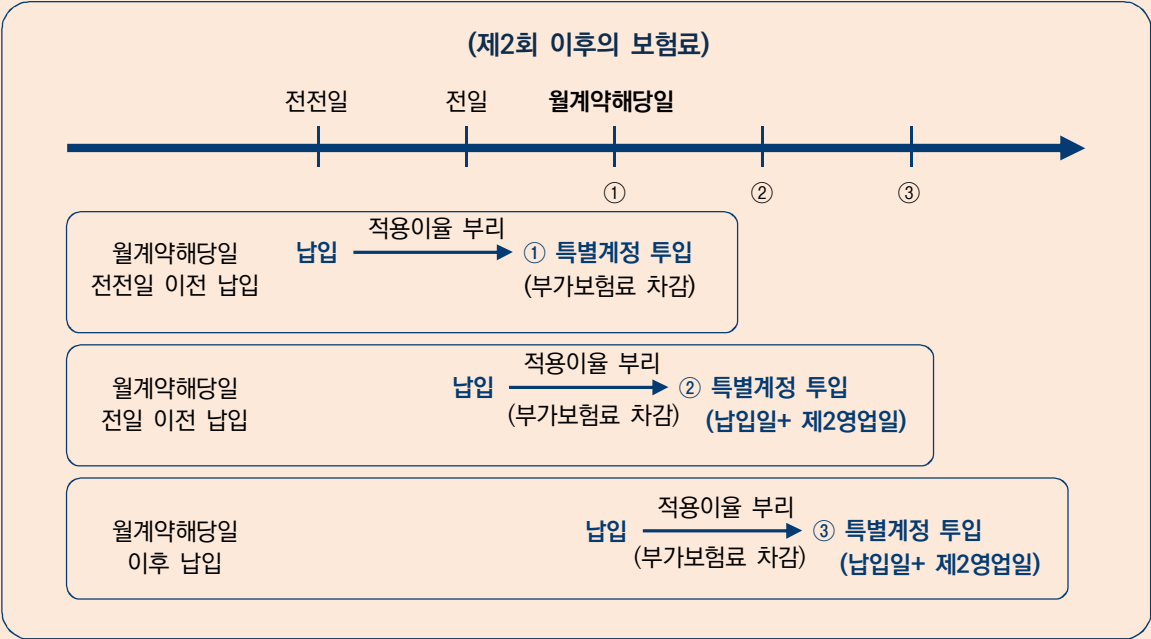 (제2회 이후의 보험료)
전전일 전일 월계약해당일
① ② ③
월계약해당일
전전일 이전 납입
납입
적용이율 부리
① 특별계정 투입
(부가보험료 차감)
월계약해당일
전일 이전 납입
납입
적용이율 부리
(부가보험료 차감)
② 특별계정 투입
(납입일+ 제2영업일)
월계약해당일
이후 납입
납입
적용이율 부리
(부가보험료 차감)
③ 특별계정 투입
(납입일+ 제2영업일)